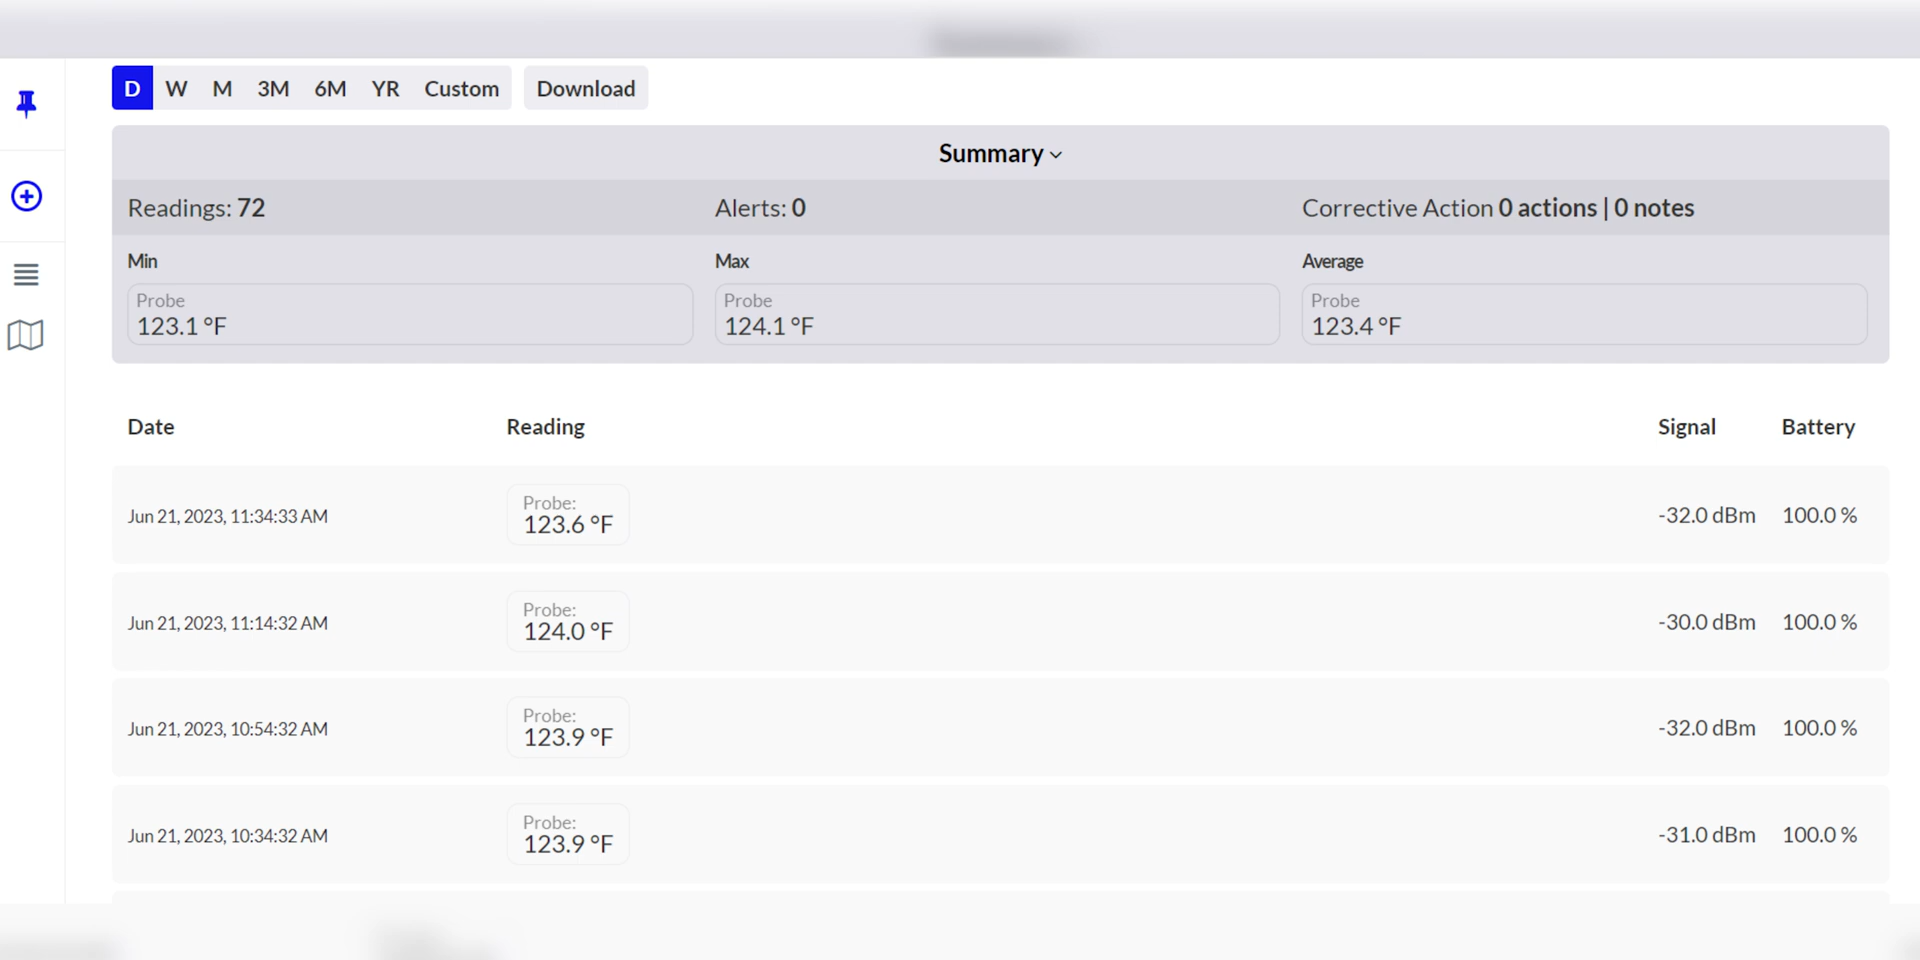 D W M 3M 6M YR Custom Download
Summary
Readings: 72 Alerts: 0 Corrective Action 0 actions | 0 notes
Min Max Average
Probe Probe Probe
123.1 °F 124.1 °F 123.4 °F
Date Reading Signal Battery
Probe:
Jun 21, 2023, 11:34:33 AM 123.6 °F -32.0 dBm 100.0 %
Probe:
Jun 21, 2023, 11:14:32 AM 124.0 °F -30.0 dBm 100.0 %
Probe:
Jun 21, 2023, 10:54:32 AM 123.9 °F -32.0 dBm 100.0 %
Probe:
Jun 21, 2023, 10:34:32 AM 123.9 °F -31.0 dBm 100.0 %